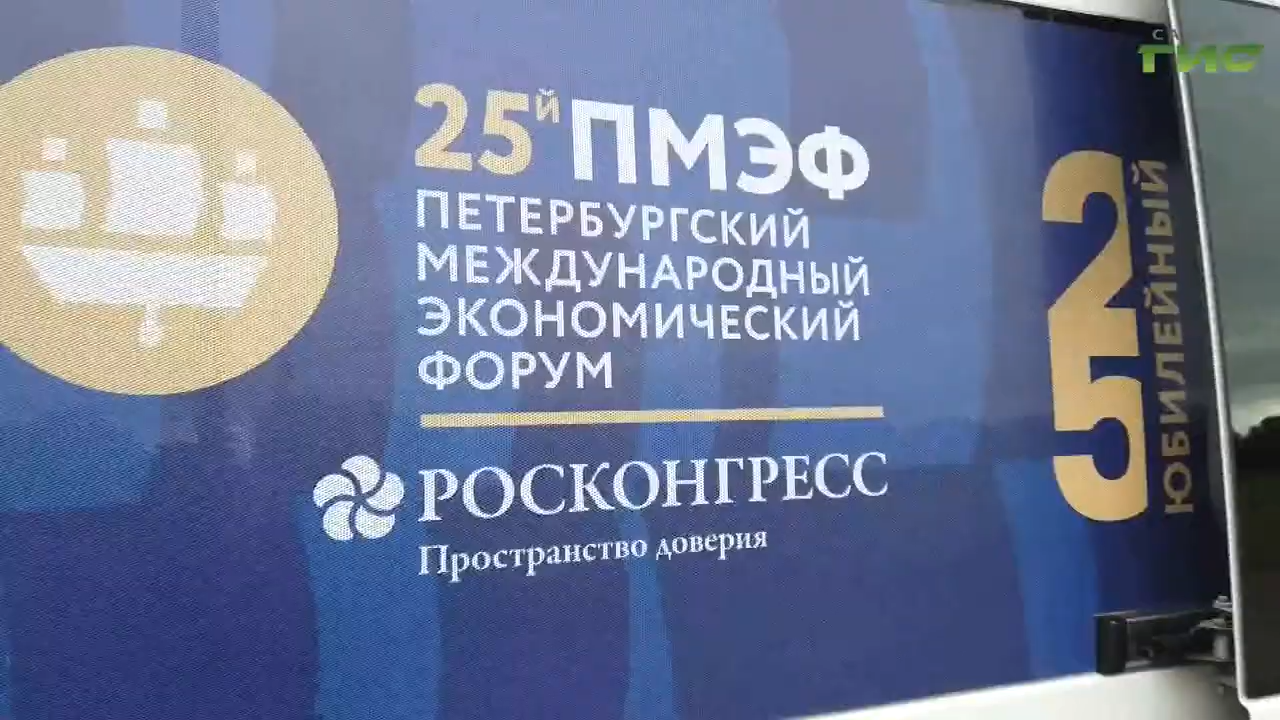 25й ПМЭФ
ПЕТЕРБУРГСКИЙ
МЕЖДУНАРОДНЫЙ
ЭКОНОМИЧЕСКИЙ
ФОРУМ
РОСКОНГРЕСС
Пространство доверия
25
ЮБИЛЕЙНЫЙ
ГИС